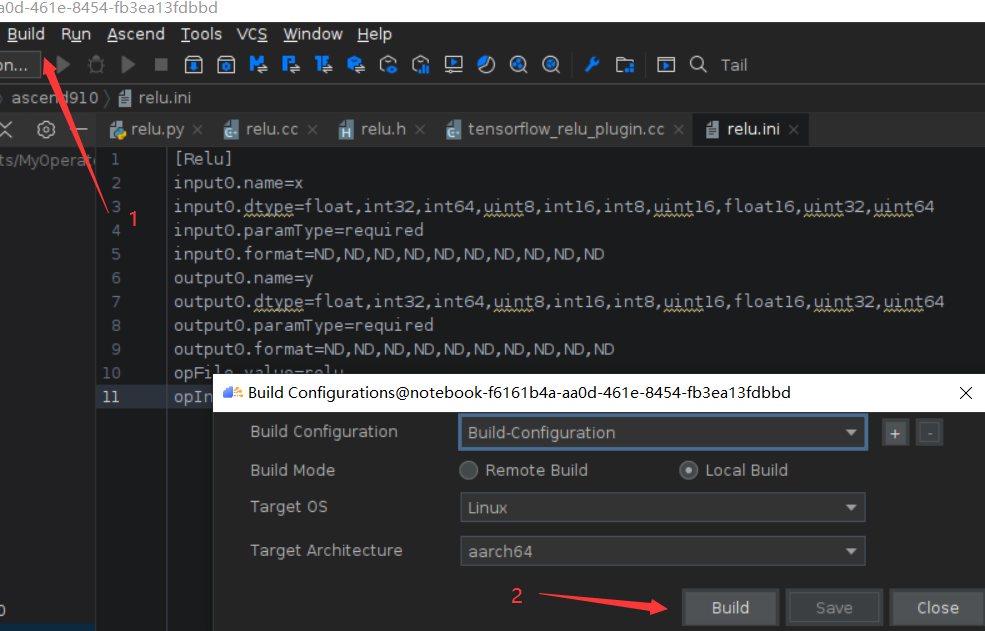 a0d-461e-8454-fb3ea13fdbbd
Build Run Ascend Tools VCS Window Help
on... Tail
ascend910 relu.ini
relu.py relu.cc relu.h tensorflow_relu_plugin.cc relu.ini
ts/MyOperat
1 [Relu]
2 input0.name=x
3 input0.dtype=float,int32,int64,uint8,int16,int8,uint16,float16,uint32,uint64
1
4 input0.paramType=required
5 input0.format=ND,ND,ND,ND,ND,ND,ND,ND,ND,ND
6 output0.name=y
7 output0.dtype=float,int32,int64,uint8,int16,int8,uint16,float16,uint32,uint64
8 output0.paramType=required
9 output0.format=ND,ND,ND,ND,ND,ND,ND,ND,ND,ND
10 opFile.value=relu
11 opIn
Build Configurations@notebook-f6161b4a-aa0d-461e-8454-fb3ea13fdbbd
Build Configuration Build-Configuration + -
Build Mode Remote Build Local Build
Target OS Linux
Target Architecture aarch64
2
Build Save Close
0